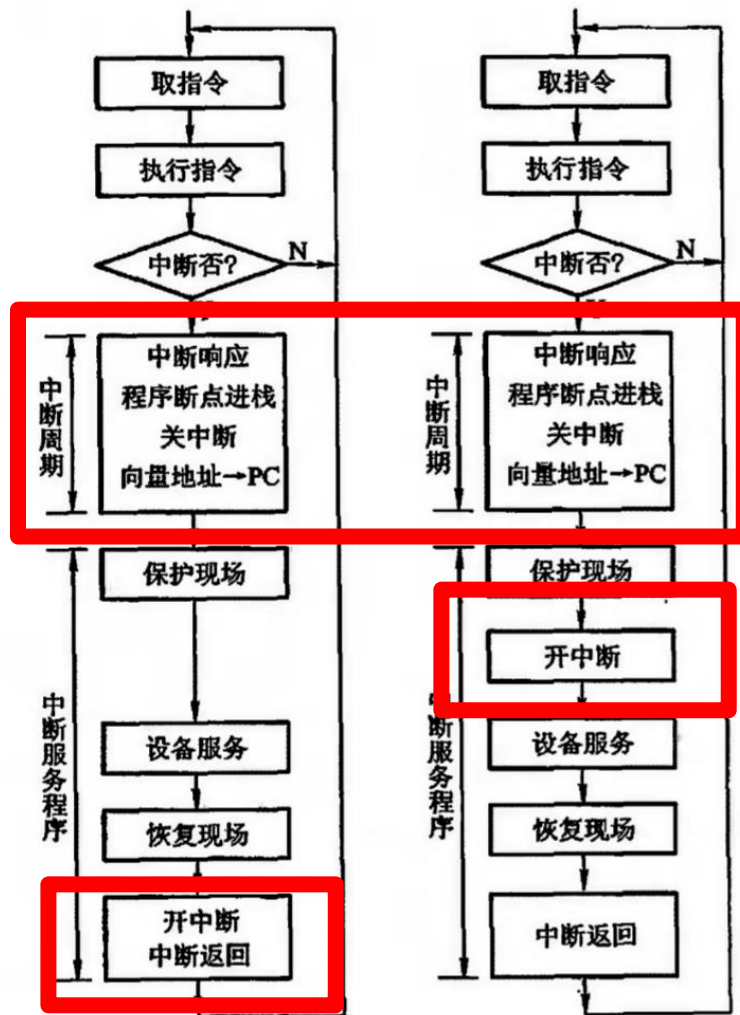 取指令
执行指令
中断否?
N
中断周期
中断响应
程序断点进栈
关中断
向量地址→PC
中断服务程序
保护现场
设备服务
恢复现场
开中断
中断返回
取指令
执行指令
中断否?
N
中断周期
中断响应
程序断点进栈
关中断
向量地址→PC
中断服务程序
保护现场
开中断
设备服务
恢复现场
中断返回